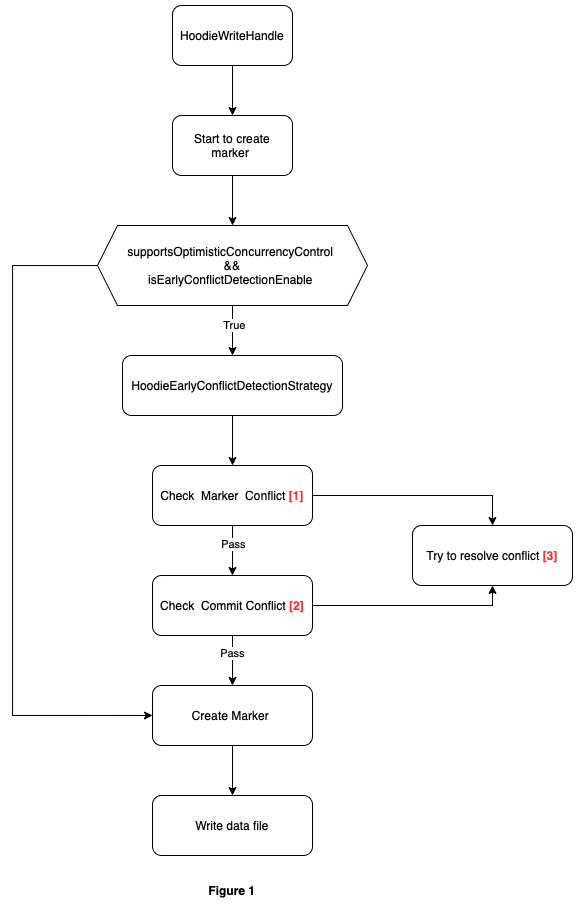 HoodieWriteHandle
Start to create
marker
supportsOptimisticConcurrencyControl
&&
isEarlyConflictDetectionEnable
True
HoodieEarlyConflictDetectionStrategy
Check Marker Conflict [1]
Pass
Try to resolve conflict [3]
Check Commit Conflict [2]
Pass
Create Marker
Write data file
Figure 1